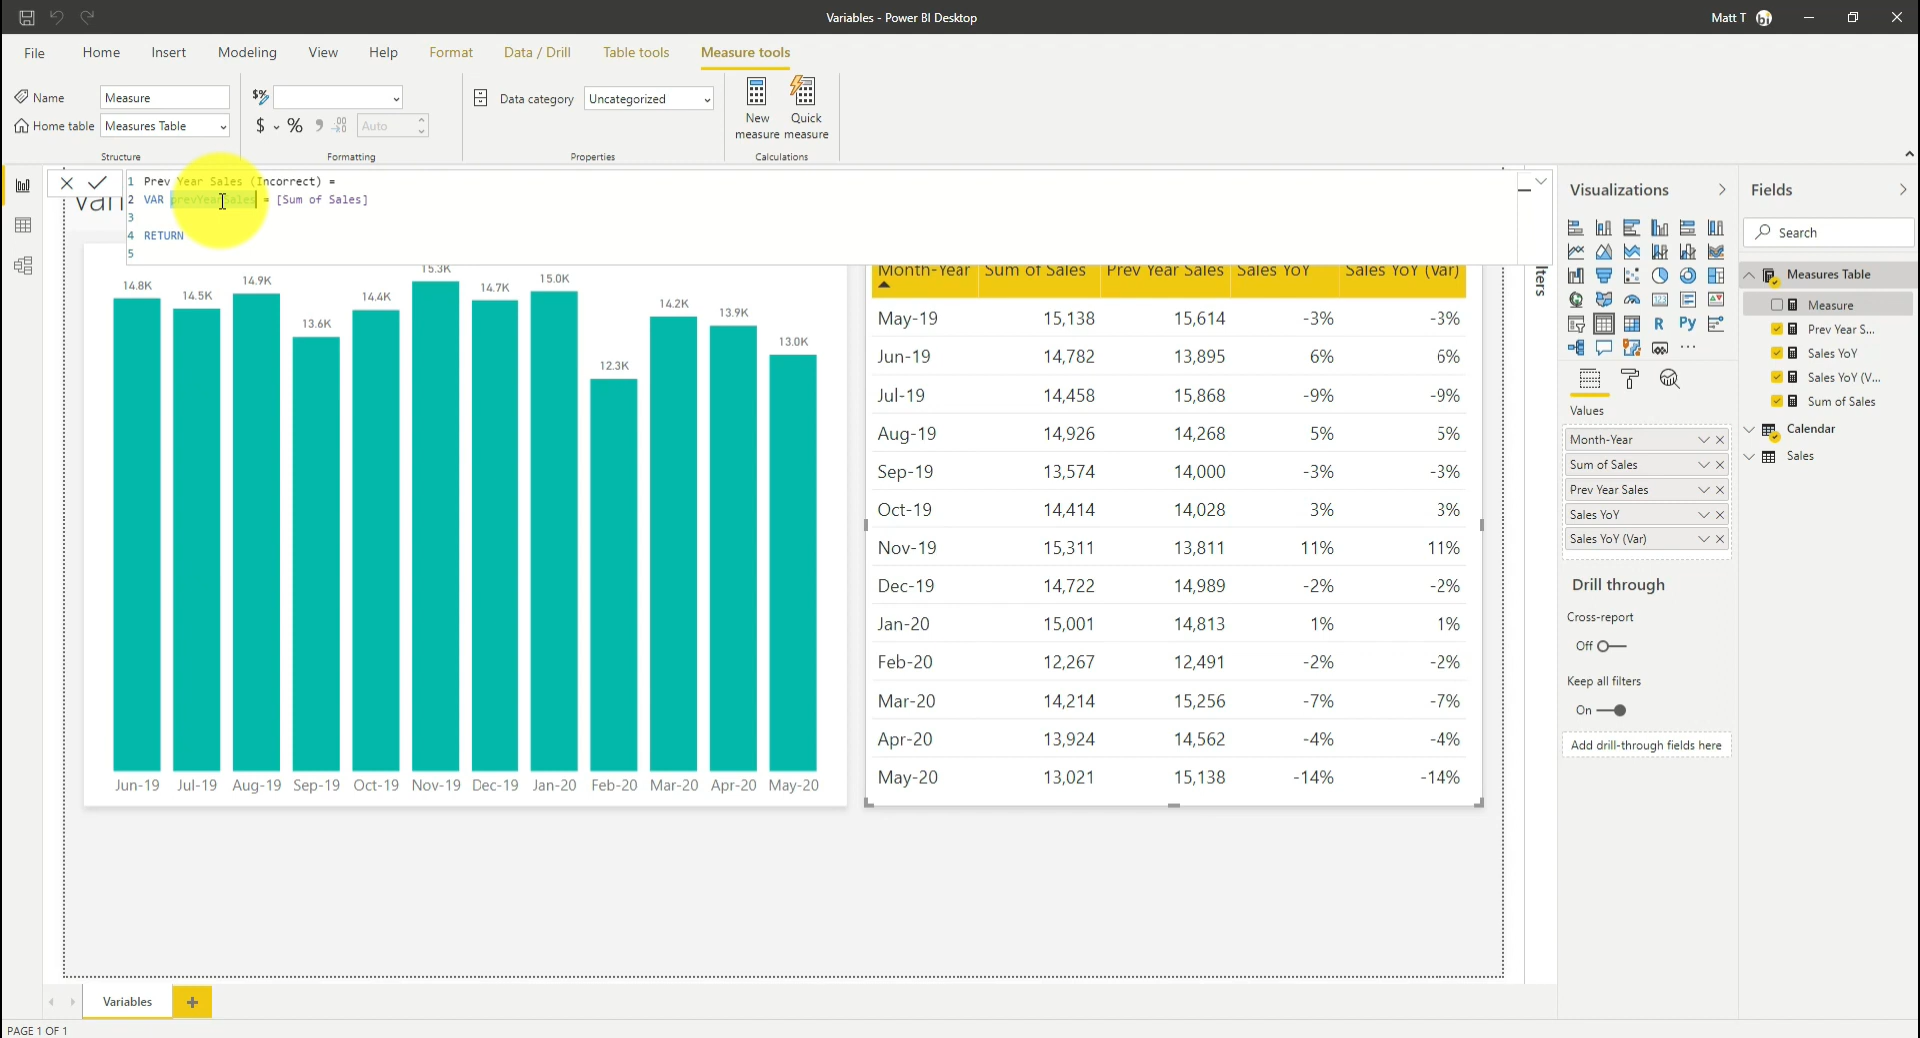 Variables - Power BI Desktop
Matt T
File Home Insert Modeling View Help Format Data / Drill Table tools Measure tools
Name Measure
Home table Measures Table
Structure
$ % 9 .00
Auto
Formatting
Data category Uncategorized
Properties
New measure
Quick measure
Calculations
1 Prev Year Sales (Incorrect) =
2 VAR prevYearSales = [Sum of Sales]
3
4 RETURN
5
14.8K 14.5K 14.9K 13.6K 14.4K 15.3K 14.7K 15.0K 12.3K 14.2K 13.9K 13.0K
Jun-19 Jul-19 Aug-19 Sep-19 Oct-19 Nov-19 Dec-19 Jan-20 Feb-20 Mar-20 Apr-20 May-20
Month-Year Sum of Sales Prev Year Sales Sales YoY Sales YoY (Var)
May-19 15,138 15,614 -3% -3%
Jun-19 14,782 13,895 6% 6%
Jul-19 14,458 15,868 -9% -9%
Aug-19 14,926 14,268 5% 5%
Sep-19 13,574 14,000 -3% -3%
Oct-19 14,414 14,028 3% 3%
Nov-19 15,311 13,811 11% 11%
Dec-19 14,722 14,989 -2% -2%
Jan-20 15,001 14,813 1% 1%
Feb-20 12,267 12,491 -2% -2%
Mar-20 14,214 15,256 -7% -7%
Apr-20 13,924 14,562 -4% -4%
May-20 13,021 15,138 -14% -14%
lters
Visualizations
R Py
Values
Month-Year
Sum of Sales
Prev Year Sales
Sales YoY
Sales YoY (Var)
Drill through
Cross-report
Off
Keep all filters
On
Add drill-through fields here
Fields
Search
Measures Table
Measure
Prev Year S...
Sales YoY
Sales YoY (V...
Sum of Sales
Calendar
Sales
Variables
PAGE 1 OF 1